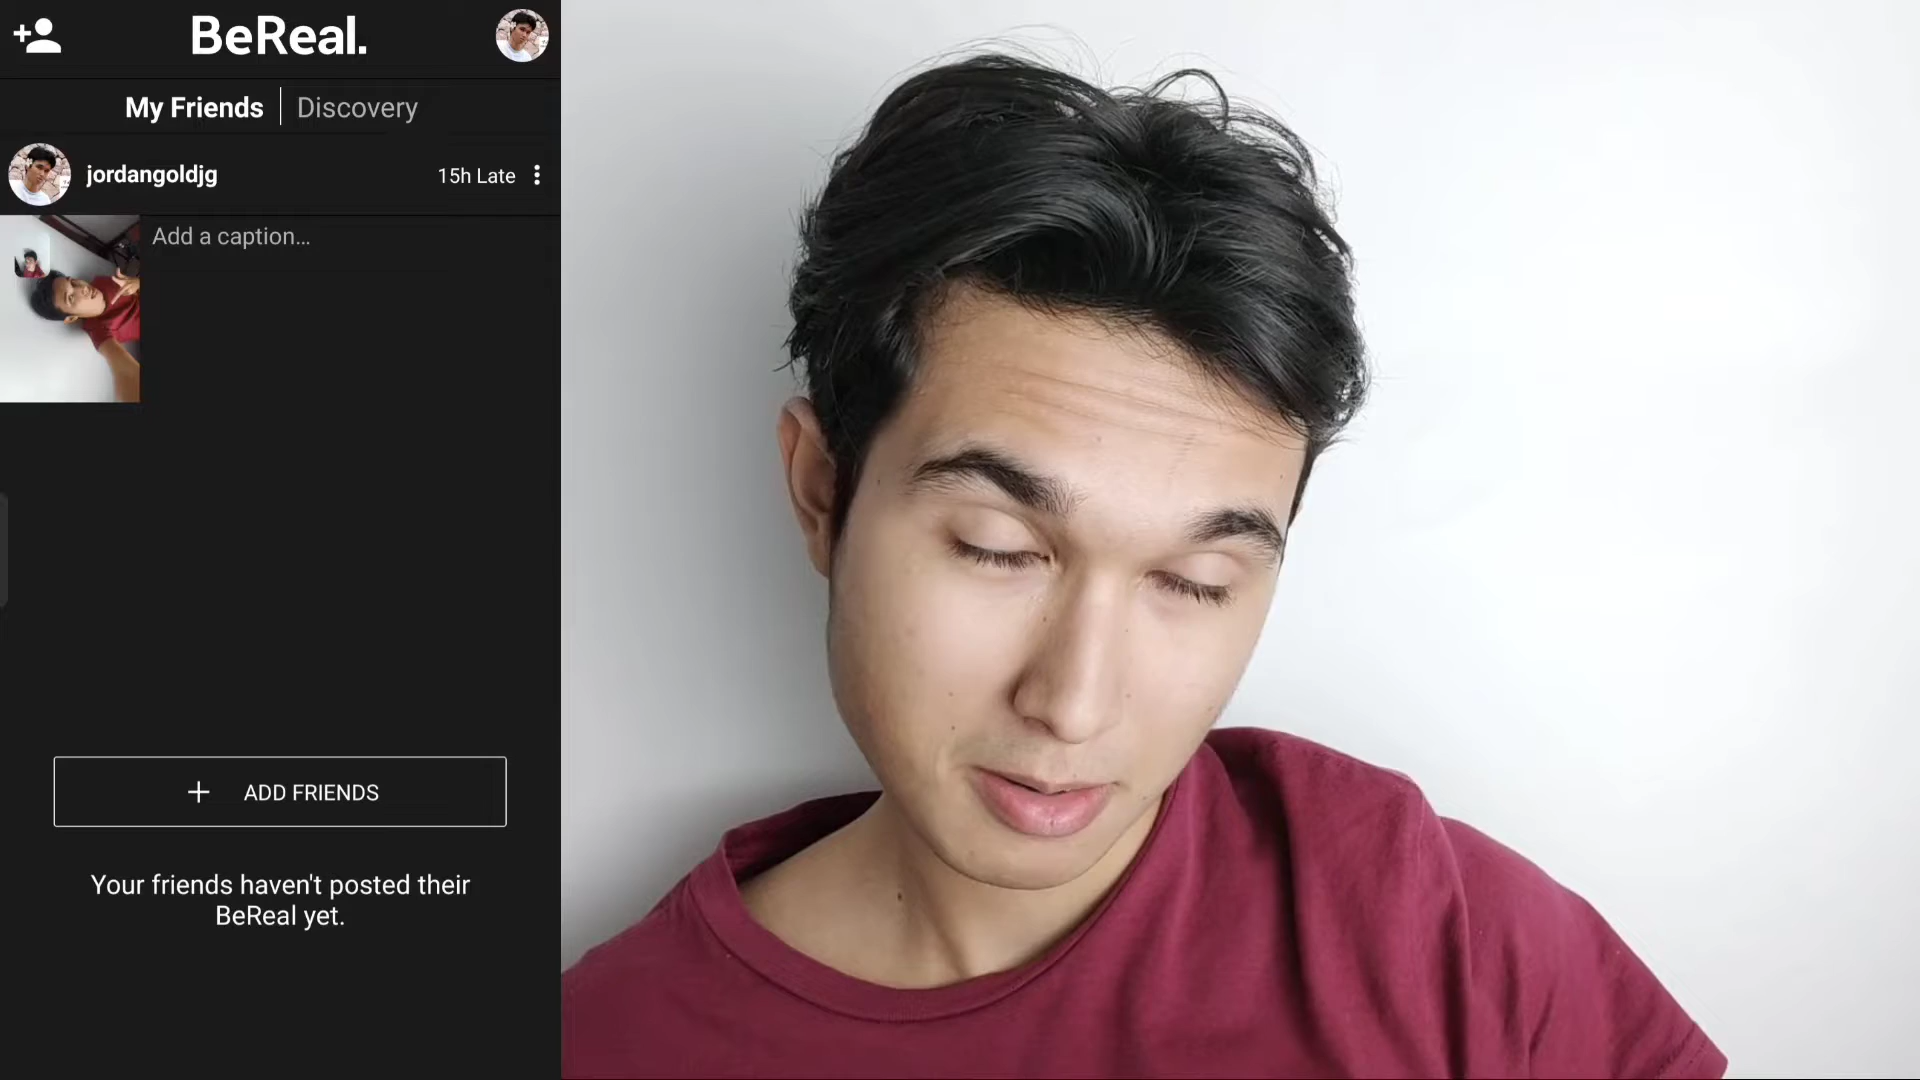 BeReal.
My Friends | Discovery
jordangoldjg
15h Late
Add a caption...
+ ADD FRIENDS
Your friends haven't posted their
BeReal yet.